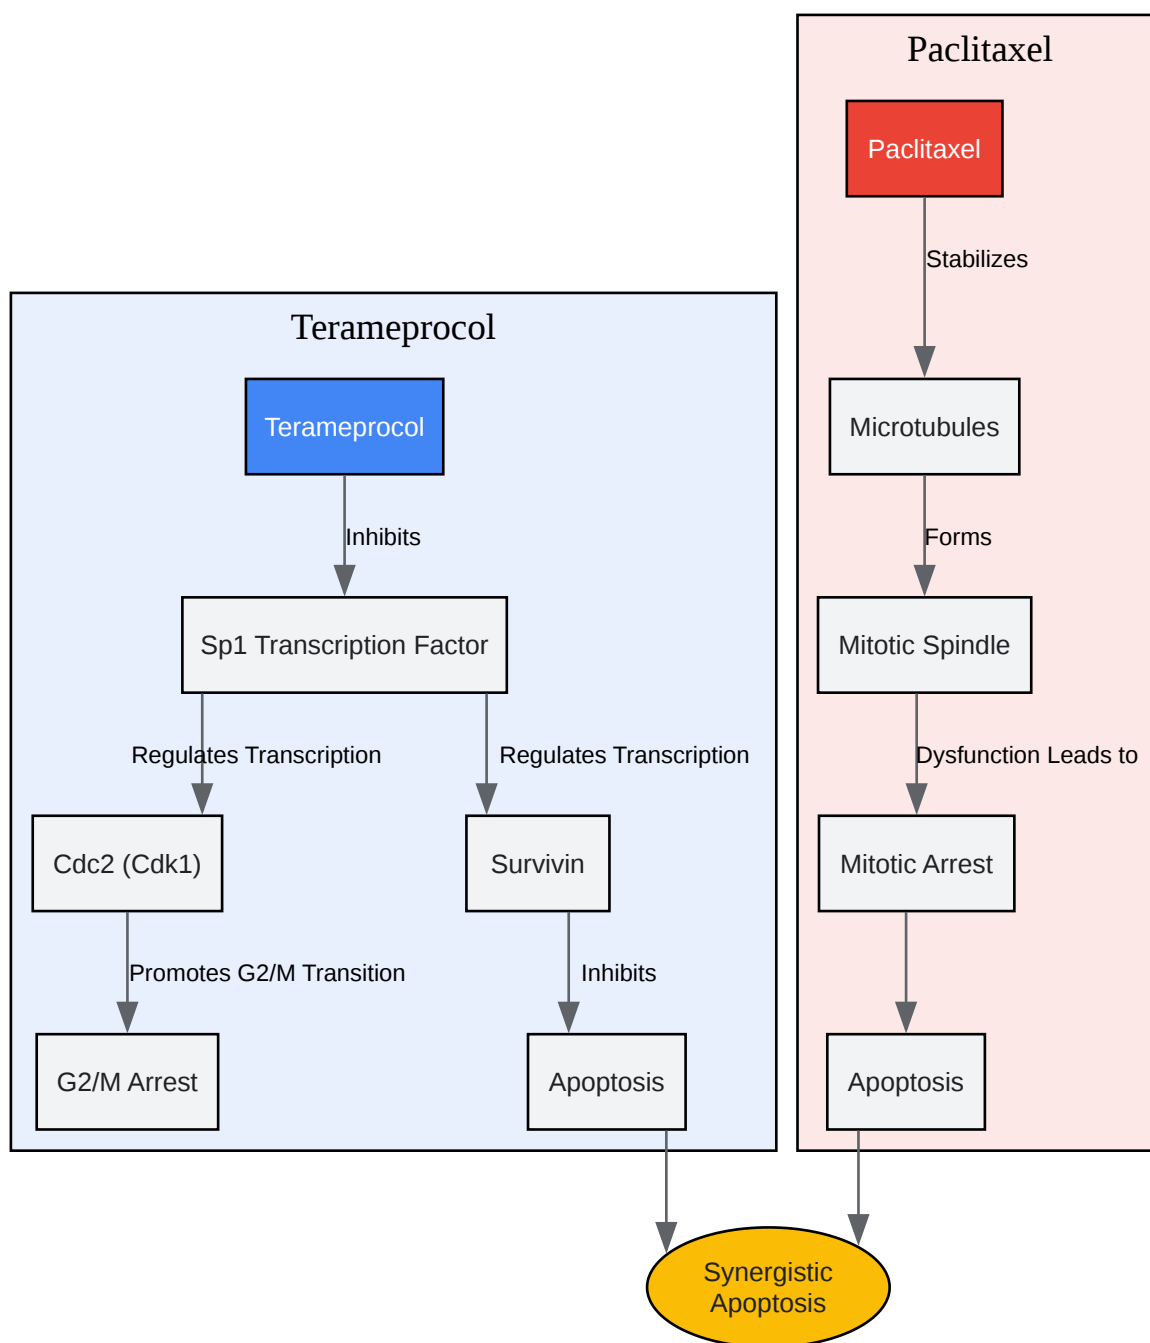 Paclitaxel
Paclitaxel
Stabilizes
Microtubules
Forms
Mitotic Spindle
Dysfunction Leads to
Mitotic Arrest
Apoptosis
Terameprocol
Terameprocol
Inhibits
Sp1 Transcription Factor
Regulates Transcription
Regulates Transcription
Cdc2 (Cdk1)
Survivin
Promotes G2/M Transition
Inhibits
G2/M Arrest
Apoptosis
Synergistic
Apoptosis